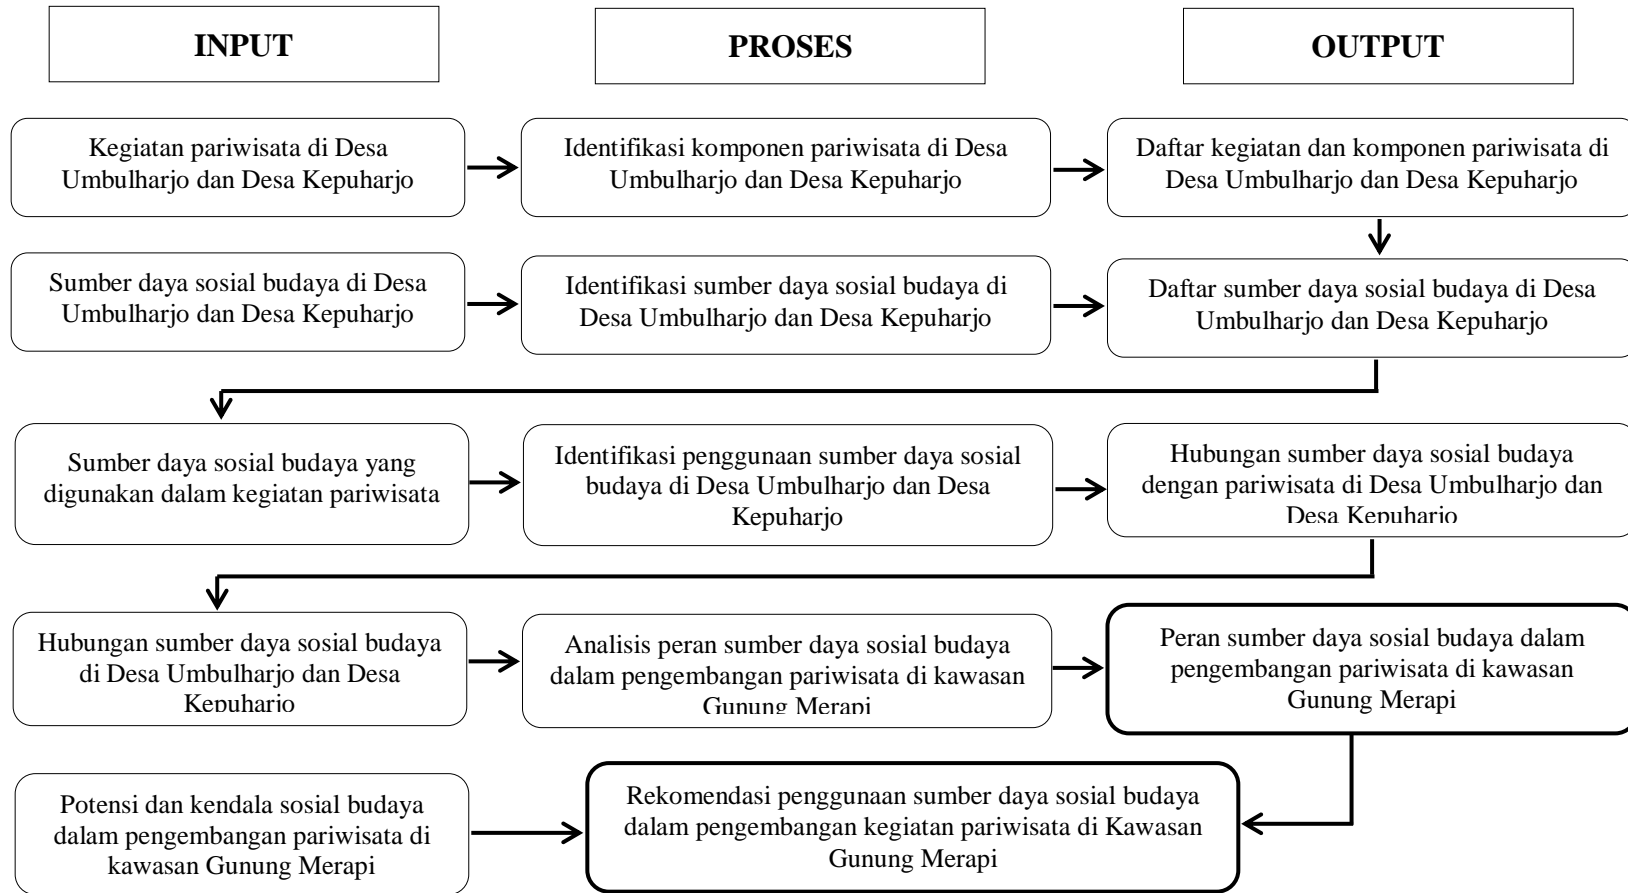 INPUT
PROSES
OUTPUT
Kegiatan pariwisata di Desa
Umbulharjo dan Desa Kepuharjo
Identifikasi komponen pariwisata di Desa
Umbulharjo dan Desa Kepuharjo
Daftar kegiatan dan komponen pariwisata di
Desa Umbulharjo dan Desa Kepuharjo
Sumber daya sosial budaya di Desa
Umbulharjo dan Desa Kepuharjo
Identifikasi sumber daya sosial budaya di
Desa Umbulharjo dan Desa Kepuharjo
Daftar sumber daya sosial budaya di Desa
Umbulharjo dan Desa Kepuharjo
Sumber daya sosial budaya yang
digunakan dalam kegiatan pariwisata
Identifikasi penggunaan sumber daya sosial
budaya di Desa Umbulharjo dan Desa
Kepuharjo
Hubungan sumber daya sosial budaya
dengan pariwisata di Desa Umbulharjo dan
Desa Kepuharjo
Hubungan sumber daya sosial budaya
di Desa Umbulharjo dan Desa
Kepuharjo
Analisis peran sumber daya sosial budaya
dalam pengembangan pariwisata di kawasan
Gunung Merapi
Peran sumber daya sosial budaya dalam
pengembangan pariwisata di kawasan
Gunung Merapi
Potensi dan kendala sosial budaya
dalam pengembangan pariwisata di
kawasan Gunung Merapi
Rekomendasi penggunaan sumber daya sosial budaya
dalam pengembangan kegiatan pariwisata di Kawasan
Gunung Merapi